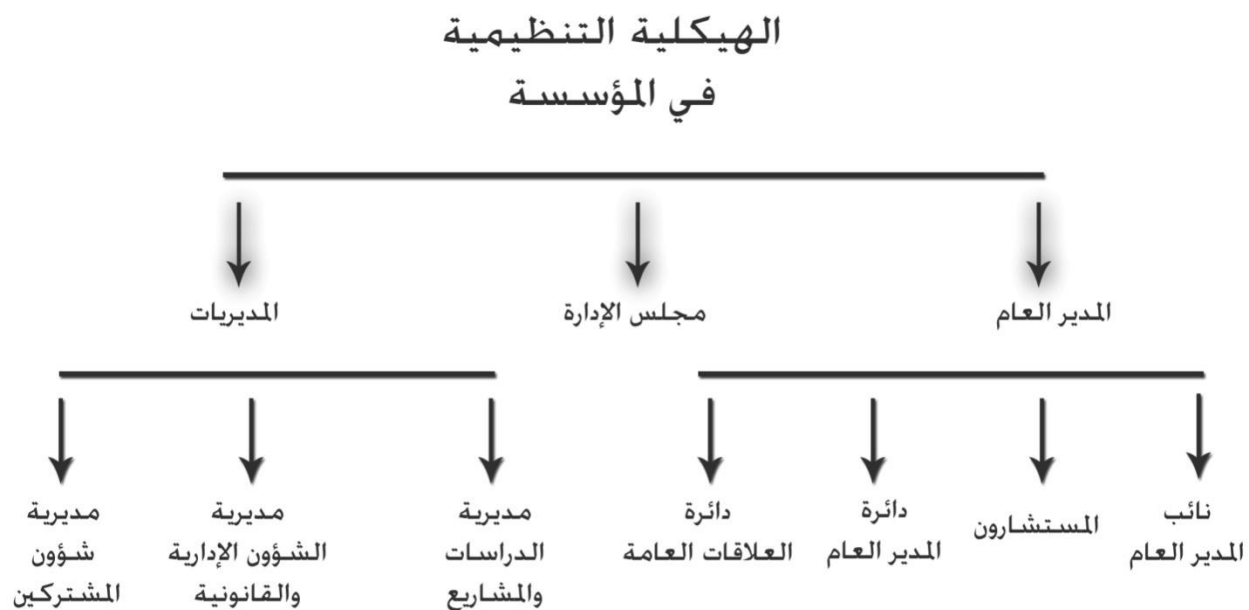 الهيكلية التنظيمية
في المؤسسة
المدير العام
مجلس الإدارة
المديريات
نائب
المدير العام
المستشارون
دائرة
المدير العام
دائرة
العلاقات العامة
مديرية
الدراسات
والمشاريع
مديرية
الشؤون الإدارية
والقانونية
مديرية
شؤون
المشتركين